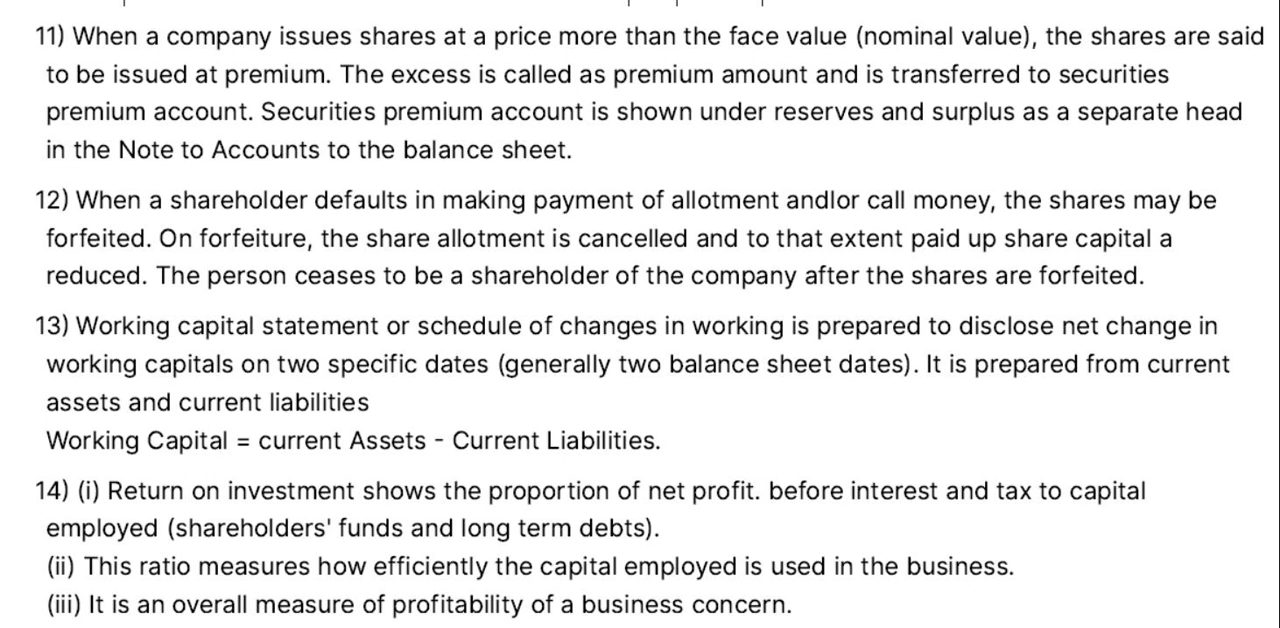 11) When a company issues shares at a price more than the face value (nominal value), the shares are said
to be issued at premium. The excess is called as premium amount and is transferred to securities
premium account. Securities premium account is shown under reserves and surplus as a separate head
in the Note to Accounts to the balance sheet.
12) When a shareholder defaults in making payment of allotment andlor call money, the shares may be
forfeited. On forfeiture, the share allotment is cancelled and to that extent paid up share capital a
reduced. The person ceases to be a shareholder of the company after the shares are forfeited.
13) Working capital statement or schedule of changes in working is prepared to disclose net change in
working capitals on two specific dates (generally two balance sheet dates). It is prepared from current
assets and current liabilities
Working Capital = current Assets - Current Liabilities.
14) (i) Return on investment shows the proportion of net profit. before interest and tax to capital
employed (shareholders' funds and long term debts).
(ii) This ratio measures how efficiently the capital employed is used in the business.
(iii) It is an overall measure of profitability of a business concern.